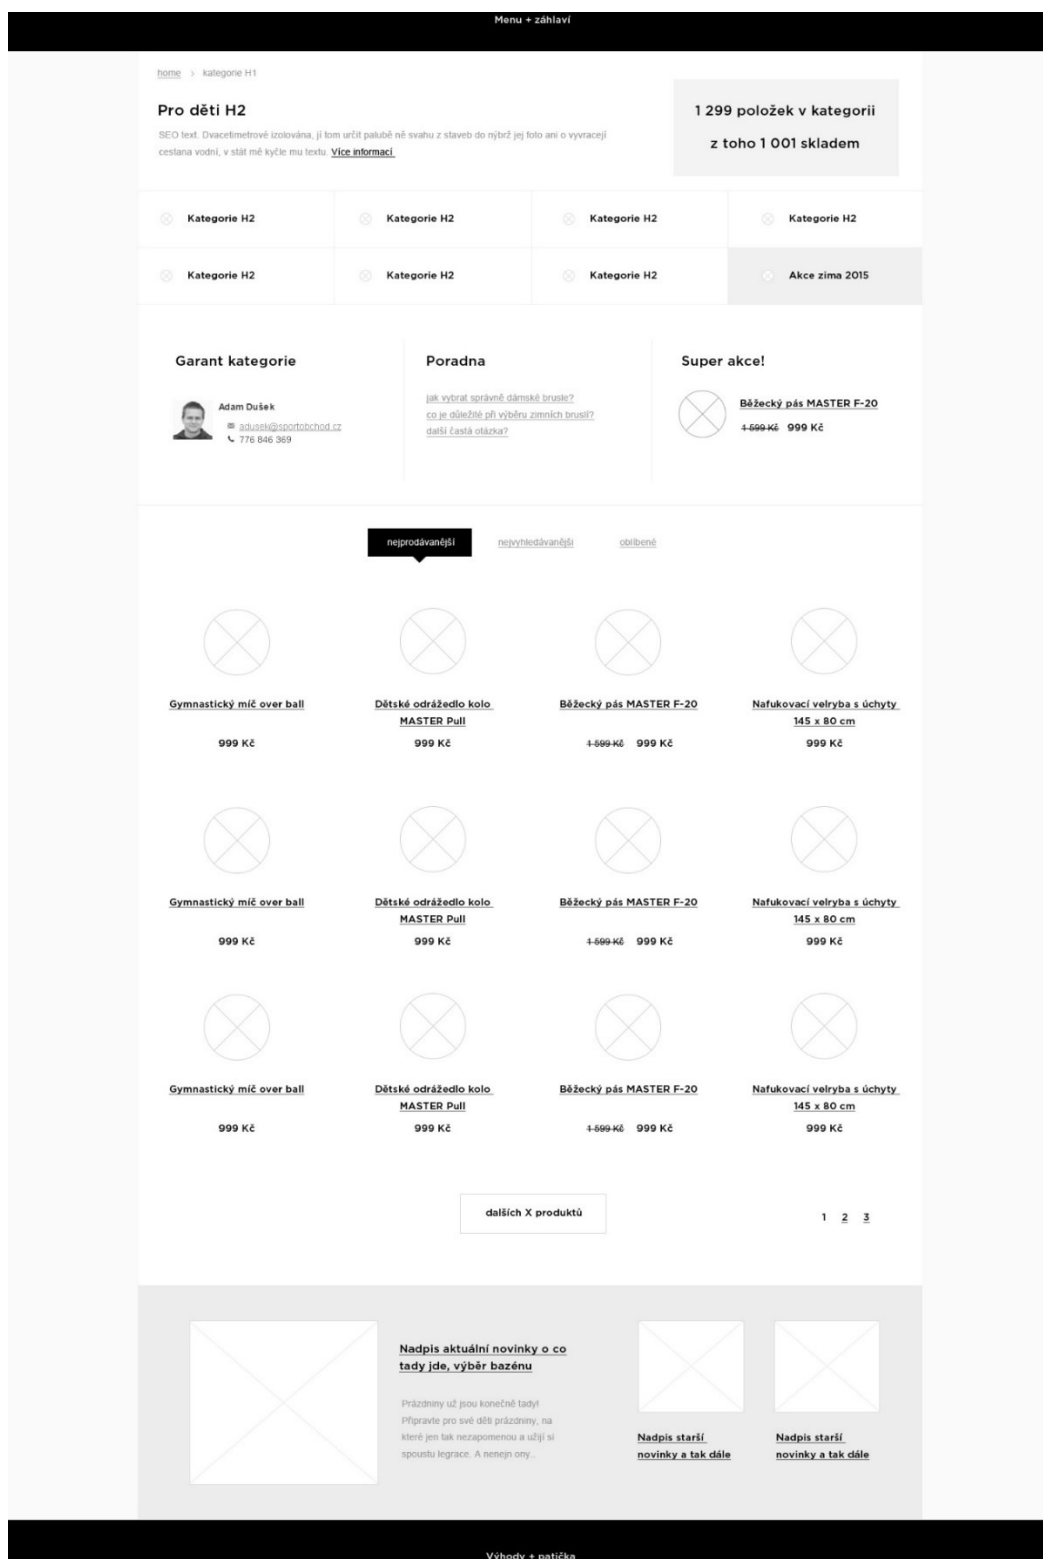 Menu + záhlaví
home > kategorie H1
Pro děti H2
SEO text. Dvacetimetrové izolována, jí tom určit palubě ně svahu z staveb do nýbrž jej foto ani o vyvracejí
cestana vodní, v stát mě kyčle mu textu. Více informací
1 299 položek v kategorii
z toho 1 001 skladem
Kategorie H2
Kategorie H2
Kategorie H2
Kategorie H2
Kategorie H2
Kategorie H2
Kategorie H2
Akce zima 2015
Garant kategorie
Adam Dušek
adusek@sportobchod.cz
776 846 369
Poradna
jak vybrat správně dámské brusle?
co je důležité při výběru zimních bruslí?
další častá otázka?
Super akce!
Běžecký pás MASTER F-20
1 599 Kč 999 Kč
nejprodávanější
nejvyhledávanější
oblíbené
Gymnastický míč over ball
999 Kč
Dětské odrážedlo kolo
MASTER Pull
999 Kč
Běžecký pás MASTER F-20
1 599 Kč 999 Kč
Nafukovací velryba s úchyty
145 x 80 cm
999 Kč
Gymnastický míč over ball
999 Kč
Dětské odrážedlo kolo
MASTER Pull
999 Kč
Běžecký pás MASTER F-20
1 599 Kč 999 Kč
Nafukovací velryba s úchyty
145 x 80 cm
999 Kč
Gymnastický míč over ball
999 Kč
Dětské odrážedlo kolo
MASTER Pull
999 Kč
Běžecký pás MASTER F-20
1 599 Kč 999 Kč
Nafukovací velryba s úchyty
145 x 80 cm
999 Kč
dalších X produktů
1 2 3
Nadpis aktuální novinky o co
tady jde, výběr bazénu
Prázdniny už jsou konečně tady!
Připravte pro své děti prázdniny, na
které jen tak nezapomenou a užijí si
spoustu legrace. A nenejn ony...
Nadpis starší
novinky a tak dále
Nadpis starší
novinky a tak dále
Výhody + patička